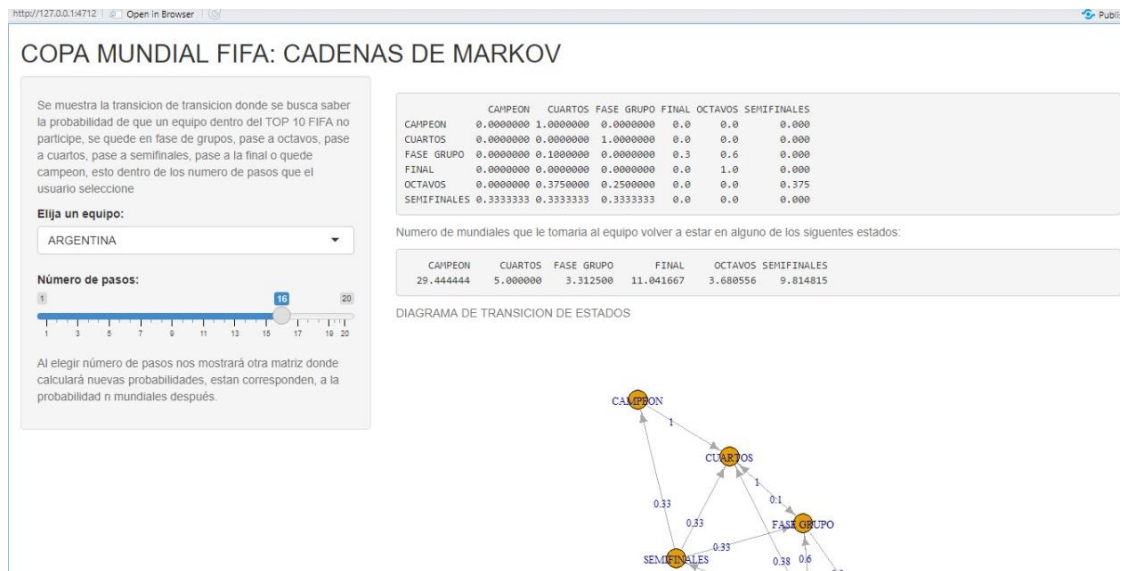 http://127.0.0.1:4712 Open in Browser
COPA MUNDIAL FIFA: CADENAS DE MARKOV
Se muestra la transicion de transicion donde se busca saber
la probabilidad de que un equipo dentro del TOP 10 FIFA no
participe, se quede en fase de grupos, pase a octavos, pase
a cuartos, pase a semifinales, pase a la final o quede
campeon, esto dentro de los numero de pasos que el
usuario seleccione
Elija un equipo:
ARGENTINA
Número de pasos:
1 16 20
1 3 5 7 9 11 13 15 17 19 20
Al elegir número de pasos nos mostrará otra matriz donde
calculará nuevas probabilidades, estan corresponden, a la
probabilidad n mundiales después.
CAMPEON CUARTOS FASE GRUPO FINAL OCTAVOS SEMIFINALES
CAMPEON 0.0000000 1.0000000 0.0000000 0.0 0.0 0.000
CUARTOS 0.0000000 0.0000000 1.0000000 0.0 0.0 0.000
FASE GRUPO 0.0000000 0.1000000 0.0000000 0.3 0.6 0.000
FINAL 0.0000000 0.0000000 0.0000000 0.0 1.0 0.000
OCTAVOS 0.0000000 0.3750000 0.2500000 0.0 0.0 0.375
SEMIFINALES 0.3333333 0.3333333 0.3333333 0.0 0.0 0.000
Numero de mundiales que le tomaria al equipo volver a estar en alguno de los siguentes estados:
CAMPEON CUARTOS FASE GRUPO FINAL OCTAVOS SEMIFINALES
29.444444 5.000000 3.312500 11.041667 3.680556 9.814815
DIAGRAMA DE TRANSICION DE ESTADOS
CAMPEON
1
CUARTOS
1
0.1
0.33
0.33
FASE GRUPO
0.33
SEMIFINALES
0.38 0.6